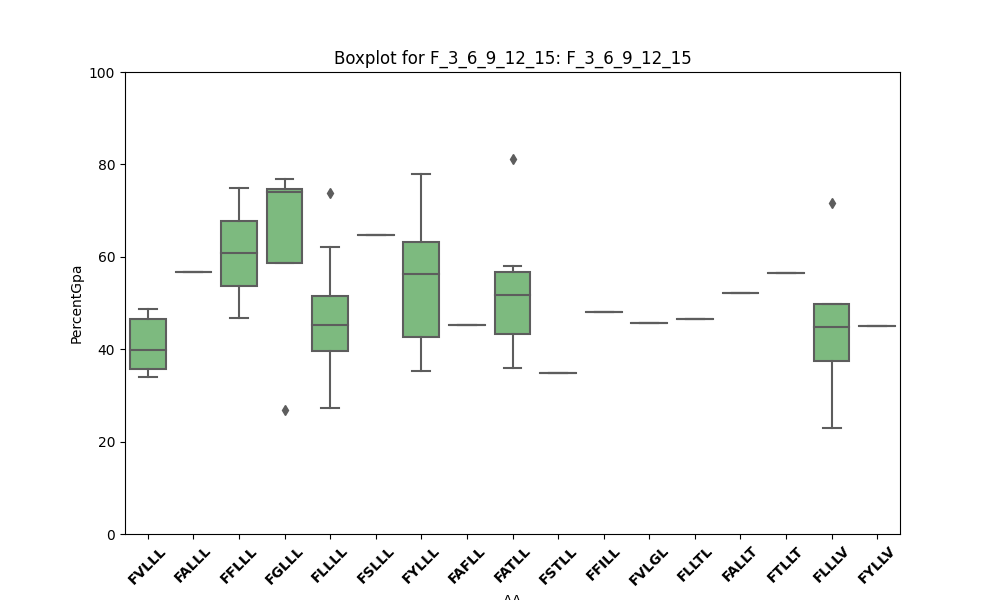 Boxplot for F_3_6_9_12_15: F_3_6_9_12_15
100
80
60
40
20
0
PercentGpa
FVLLL
FALLL
FFLLL
FGLLL
FLLLL
FSLLL
FYLLL
FAFLL
FATLL
FSTLL
FFILL
FVLGL
FLLTL
FALLT
FTLLT
FLLLV
FYLLV
AA